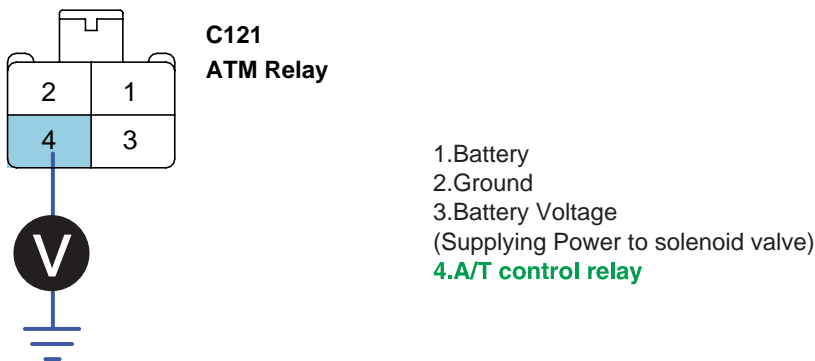 C121
ATM Relay
2 1
4 3
V
1.Battery
2.Ground
3.Battery Voltage
(Supplying Power to solenoid valve)
4.A/T control relay